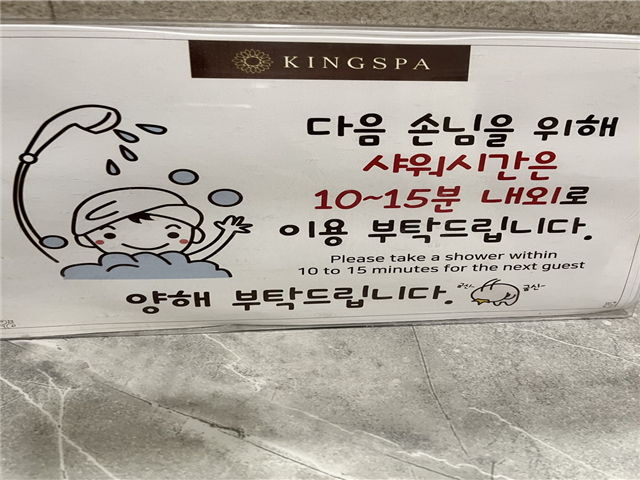 KINGSPA
다음 손님을 위해
샤워시간은
10~15분 내외로
이용 부탁드립니다.
Please take a shower within
10 to 15 minutes for the next guest
양해 부탁드립니다.
굽신~